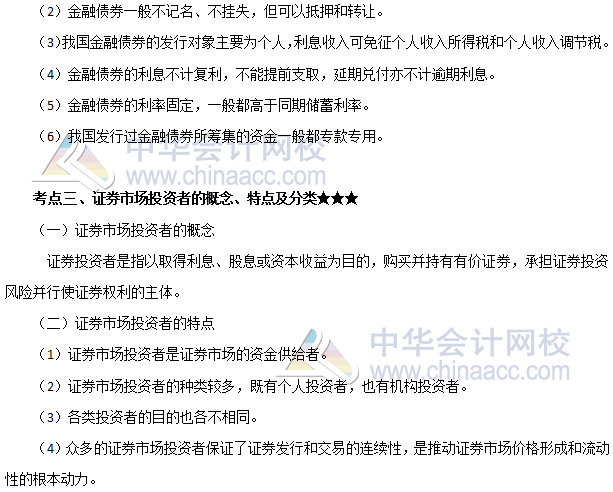 （2）金融债券一般不记名、不挂失，但可以抵押和转让。
（3）我国金融债券的发行对象主要为个人，利息收入可免征个人收入所得税和个人收入调节税。
（4）金融债券的利息不计复利，不能提前支取，延期兑付亦不计逾期利息。
（5）金融债券的利率固定，一般都高于同期储蓄利率。
（6）我国发行过金融债券所筹集的资金一般都专款专用。
中华会计网校
www.chinaacc.com
考点三、证券市场投资者的概念、特点及分类★★★
（一）证券市场投资者的概念
证券投资者是指以取得利息、股息或资本收益为目的，购买并持有有价证券，承担证券投资
风险并行使证券权利的主体。
（二）证券市场投资者的特点
中华会计网校
www.chinaacc.com
（1）证券市场投资者是证券市场的资金供给者。
（2）证券市场投资者的种类较多，既有个人投资者，也有机构投资者。
（3）各类投资者的目的也各不相同。
（4）众多的证券市场投资者保证了证券发行和交易的连续性，是推动证券市场价格形成和流动
性的根本动力。